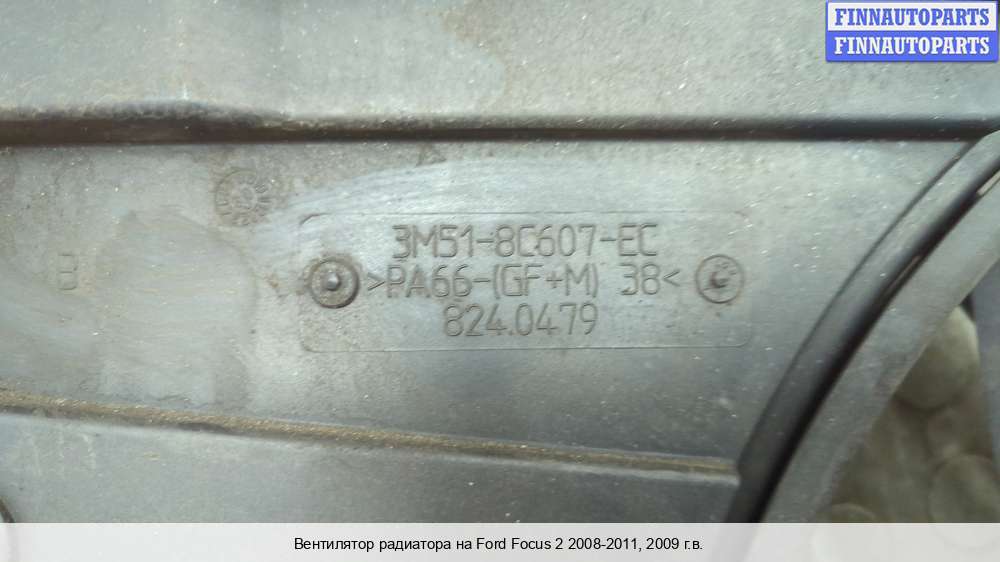 FINNAUTOPARTS
FINNAUTOPARTS
3M51-8C607-EC
>PA66-(GF+M) 38<
824.0479
Вентилятор радиатора на Ford Focus 2 2008-2011, 2009 г.в.